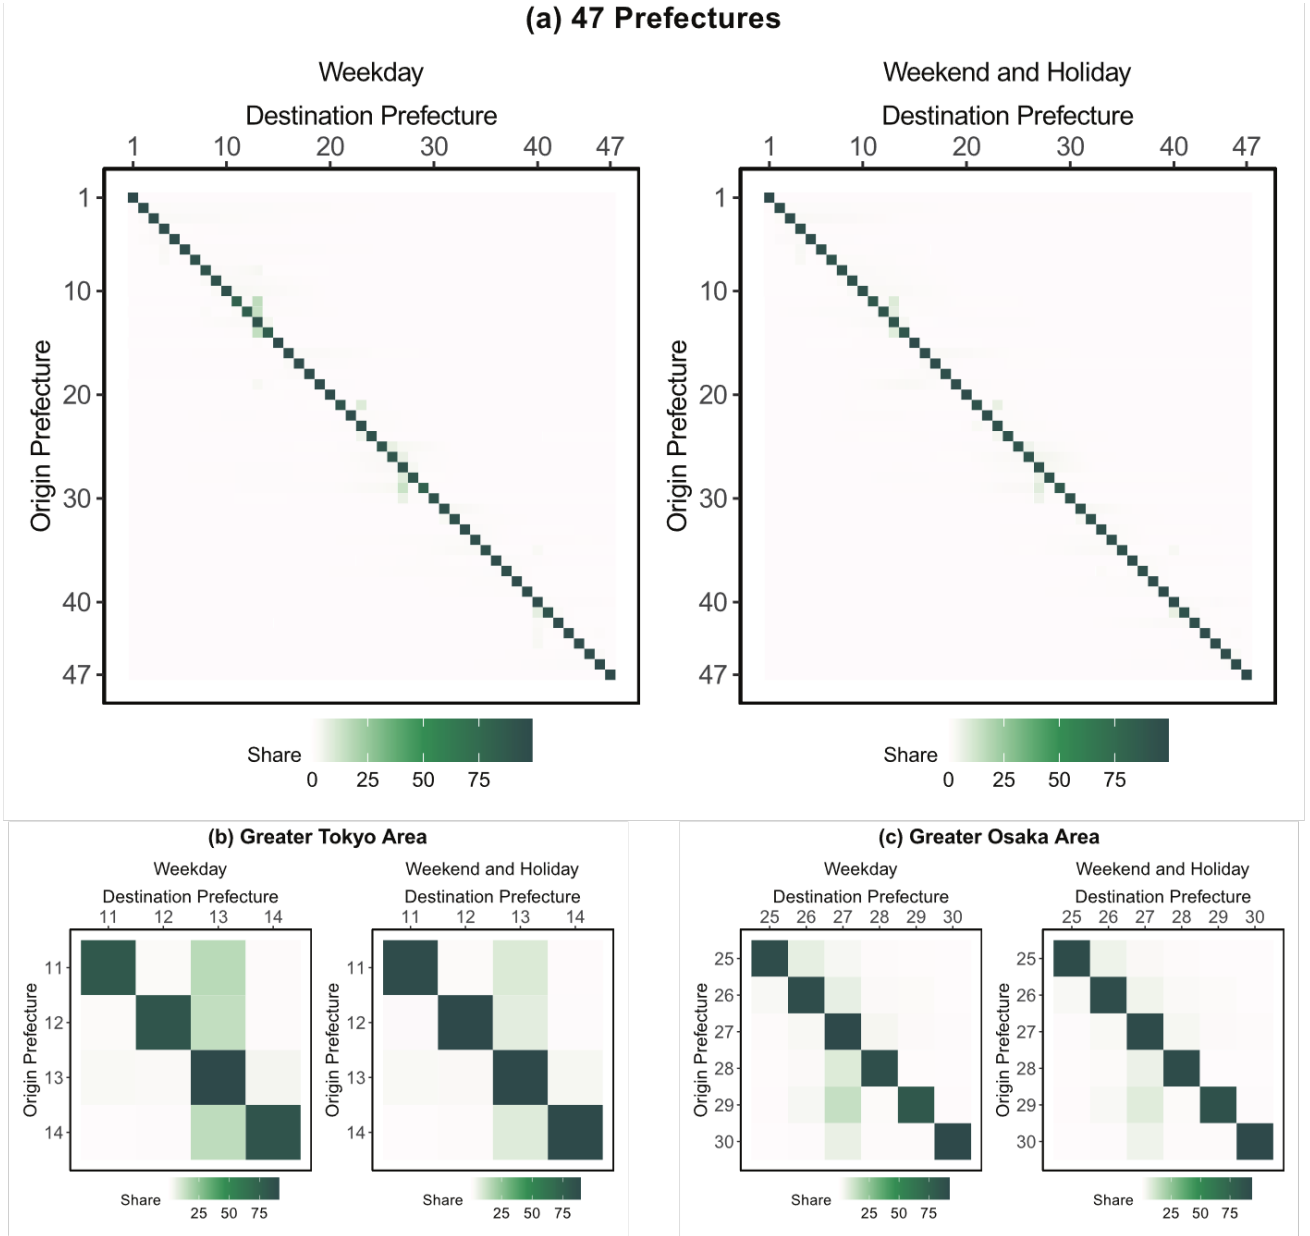 (a) 47 Prefectures
Weekday
Destination Prefecture
1 10 20 30 40 47
Origin Prefecture
1
10
20
30
40
47
Share
0 25 50 75
Weekend and Holiday
Destination Prefecture
1 10 20 30 40 47
Origin Prefecture
1
10
20
30
40
47
Share
0 25 50 75
(b) Greater Tokyo Area
Weekday
Destination Prefecture
11 12 13 14
Origin Prefecture
11
12
13
14
Share
25 50 75
Weekend and Holiday
Destination Prefecture
11 12 13 14
Origin Prefecture
11
12
13
14
Share
25 50 75
(c) Greater Osaka Area
Weekday
Destination Prefecture
25 26 27 28 29 30
Origin Prefecture
25
26
27
28
29
30
Share
25 50 75
Weekend and Holiday
Destination Prefecture
25 26 27 28 29 30
Origin Prefecture
25
26
27
28
29
30
Share
25 50 75